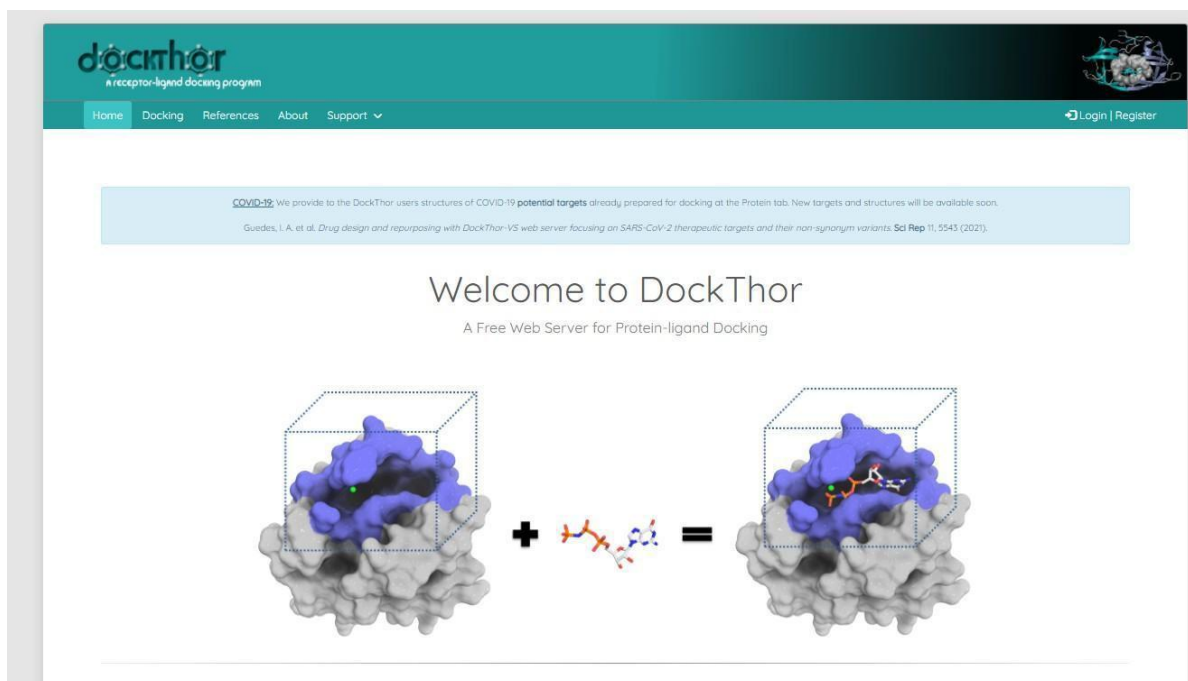 dockthor
A receptor-ligand docking program
Home Docking References About Support Login | Register
COVID-19: We provide to the DockThor users structures of COVID-19 potential targets already prepared for docking at the Protein tab. New targets and structures will be available soon.
Guedes, I. A. et al. Drug design and repurposing with DockThor-VS web server focusing on SARS-CoV-2 therapeutic targets and their non-synonym variants. Sci Rep 11, 5543 (2021).
Welcome to DockThor
A Free Web Server for Protein-ligand Docking